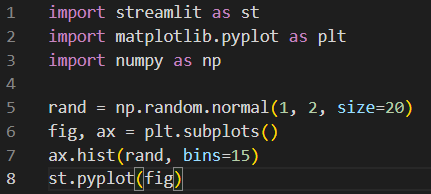 1 import streamlit as st
2 import matplotlib.pyplot as plt
3 import numpy as np
4
5 rand = np.random.normal(1, 2, size=20)
6 fig, ax = plt.subplots()
7 ax.hist(rand, bins=15)
8 st.pyplot(fig)